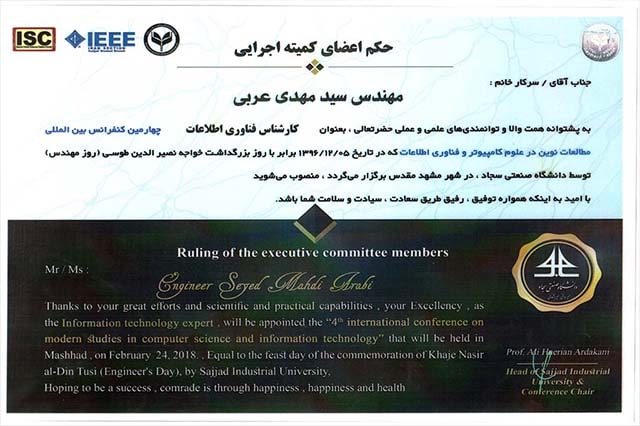 ISC
IEEE
IRAN SECTION
حکم اعضای کمیته اجرایی
جناب آقای / سرکار خانم :
مهندس سید مهدی عربی
به پشتوانه همت والا و توانمندی‌های علمی و عملی حضرتعالی ، بعنوان کارشناس فناوری اطلاعات چهارمین کنفرانس بین المللی
مطالعات نوین در علوم کامپیوتر و فناوری اطلاعات که در تاریخ ۱۳۹۶/۱۲/۰۵ برابر با روز بزرگداشت خواجه نصیر الدین طوسی (روز مهندس)
توسط دانشگاه صنعتی سجاد ، در شهر مشهد مقدس برگزار می‌گردد ، منصوب می‌شوید
با امید به اینکه همواره توفیق ، رفیق طریق سعادت ، سیادت و سلامت شما باشد.
Ruling of the executive committee members
Mr / Ms :
Engineer Seyed Mahdi Arabi
Thanks to your great efforts and scientific and practical capabilities , your Excellency , as
the Information technology expert , will be appointed the “4th international conference on
modern studies in computer science and information technology” that will be held in
Mashhad , on February 24, 2018. , Equal to the feast day of the commemoration of Khaje Nasir
al-Din Tusi (Engineer's Day), by Sajjad Industrial University.
Hoping to be a success , comrade is through happiness , happiness and health
دانشگاه صنعتی سجاد
Prof. Ali Haerian Ardakani
Head of Sajjad Industrial
University &
Conference Chair